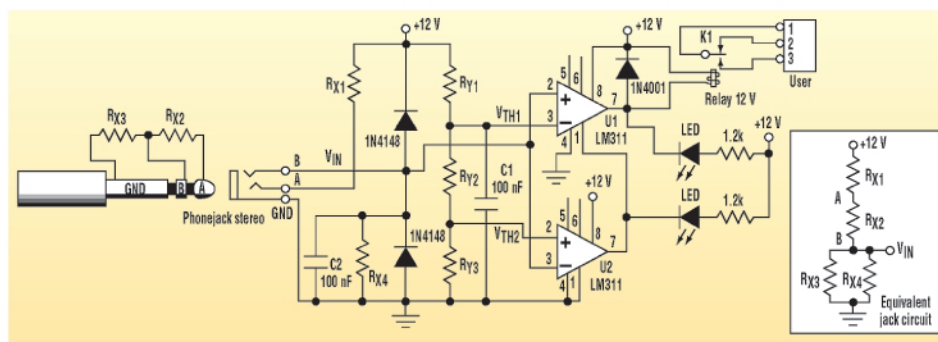 +12 V
+12 V
+12 V
K1
1
2
3
User
RX1
RY1
1N4148
5
6
2
8
3
7
U1
LM311
4
1
1N4001
Relay 12 V
VTH1
RX3
RX2
GND
B
A
Phonejack stereo
B
A
GND
VIN
RY2
C1
100 nF
+12 V
LED
1.2k
+12 V
LED
1.2k
1N4148
VTH2
RY3
C2
100 nF
RX4
5
6
2
8
3
7
U2
LM311
4
1
+12 V
RX1
A
RX2
B
VIN
RX3
RX4
Equivalent
jack circuit